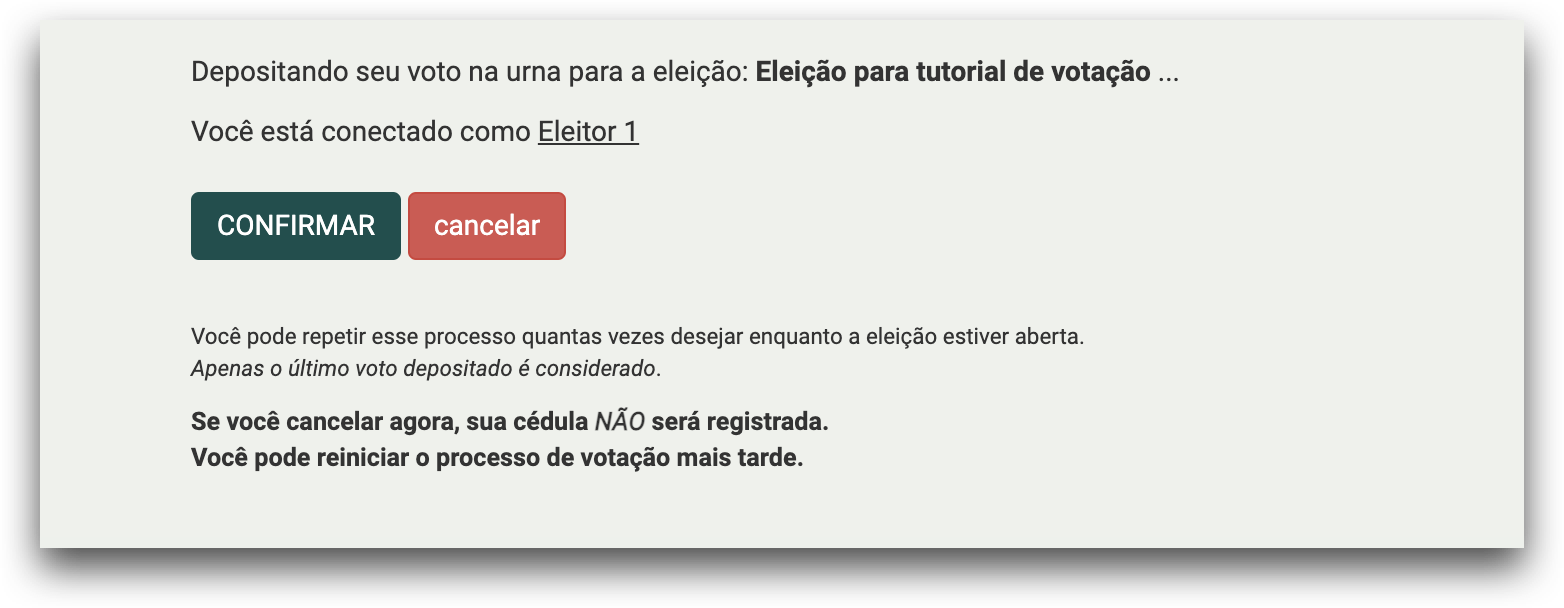 Depositando seu voto na urna para a eleição: Eleição para tutorial de votação ...
Você está conectado como Eleitor 1
CONFIRMAR cancelar
Você pode repetir esse processo quantas vezes desejar enquanto a eleição estiver aberta.
Apenas o último voto depositado é considerado.
Se você cancelar agora, sua cédula NÃO será registrada.
Você pode reiniciar o processo de votação mais tarde.